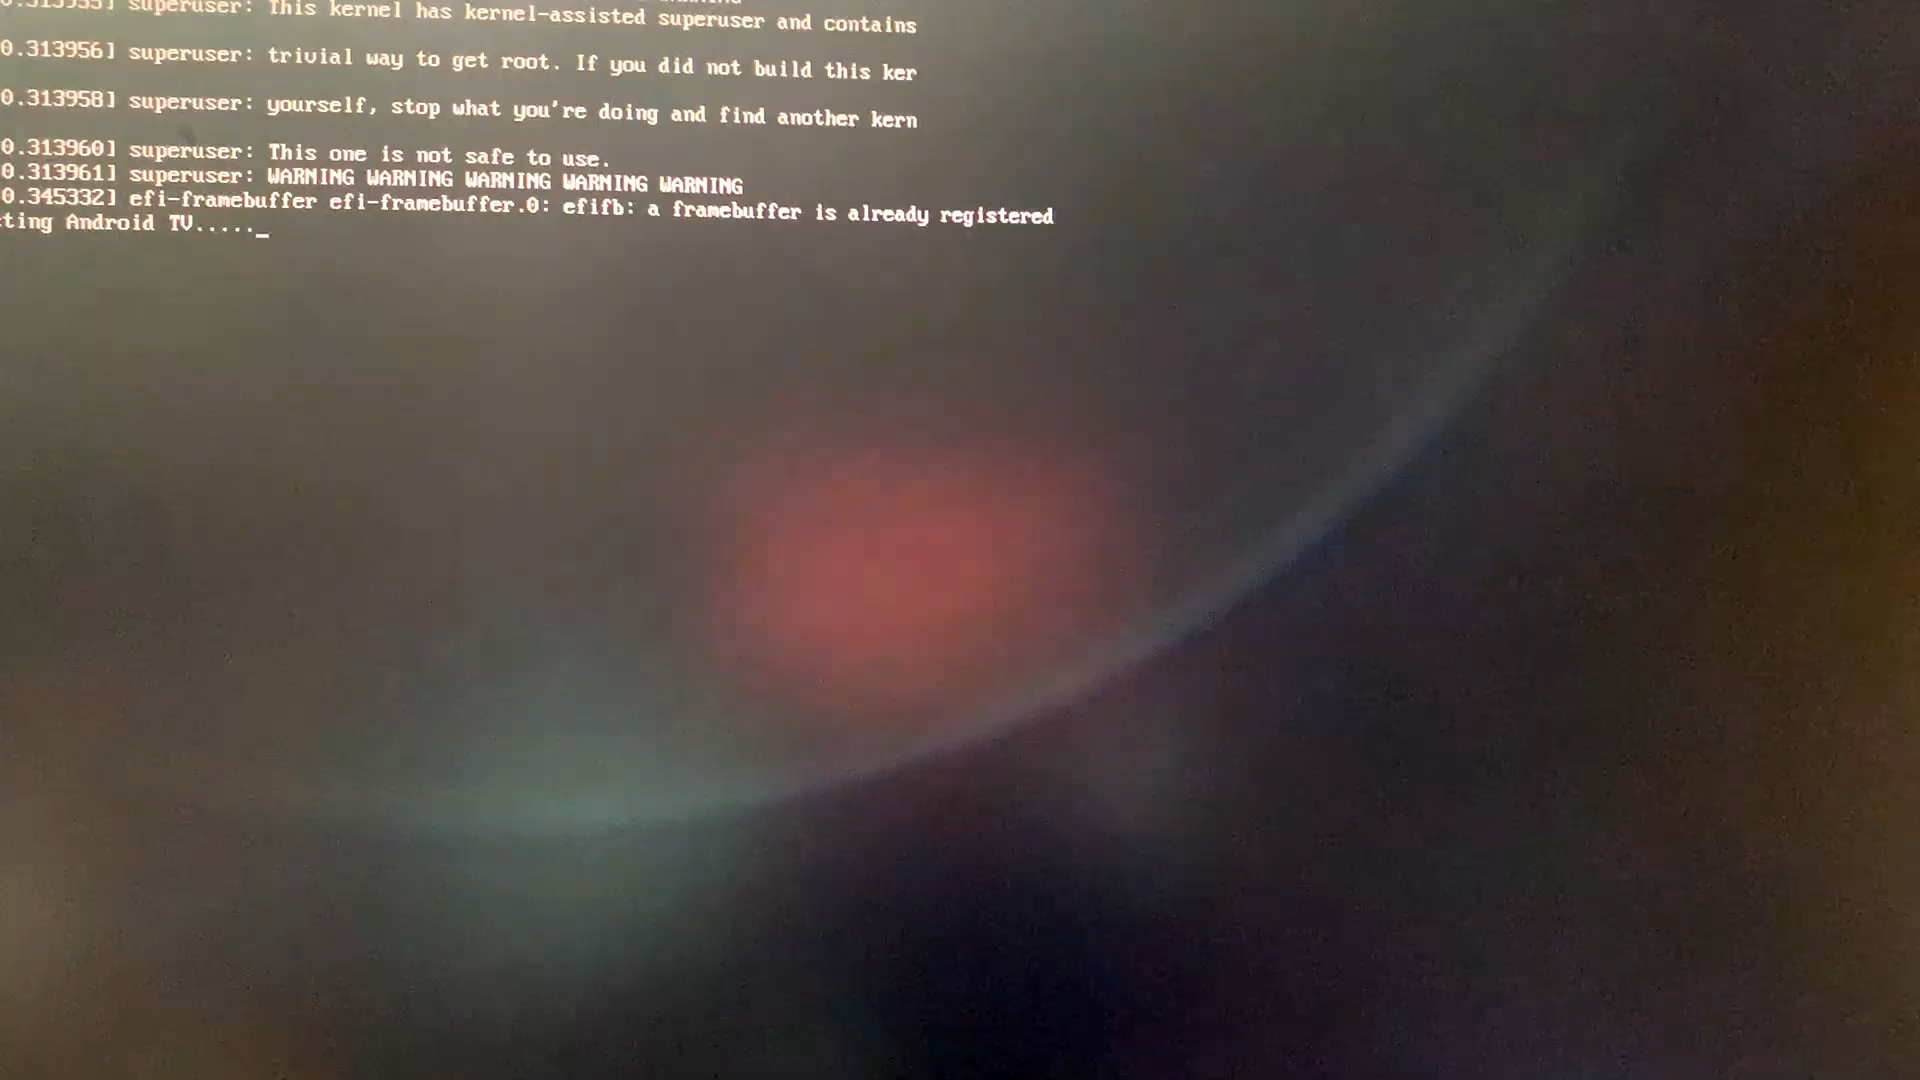 superuser: This kernel has kernel-assisted superuser and contains
0.313956] superuser: trivial way to get root. If you did not build this ker
0.313958] superuser: yourself, stop what you're doing and find another kern
0.313960] superuser: This one is not safe to use.
0.313961] superuser: WARNING WARNING WARNING WARNING WARNING
0.345332] efi-framebuffer efi-framebuffer.0: efifb: a framebuffer is already registered
ting Android TV....._